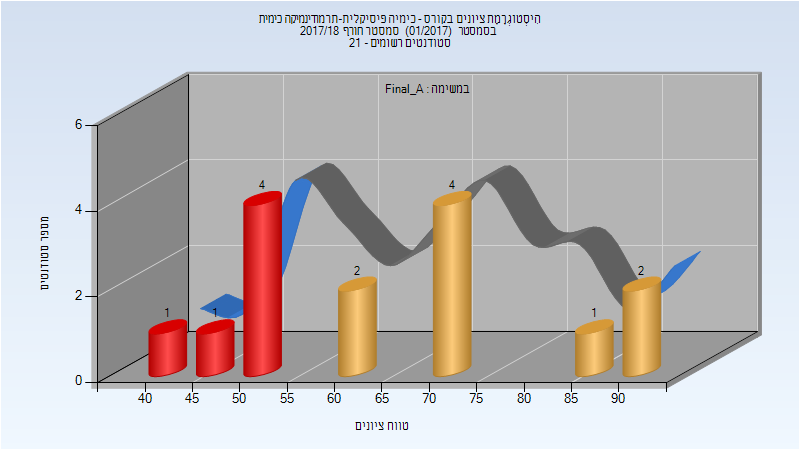 הִיסְטוֹגְרָמַת ציונים בקורס - כימיה פיסיקלית-תרמודינמיקה כימית
בסמסטר (01/2017) סמסטר חורף 2017/18
סטודנטים רשומים - 21
במשימה : Final_A
מספר סטודנטים
6
4
2
0
1
1
4
2
4
1
2
40 45 50 55 60 65 70 75 80 85 90
טווח ציונים